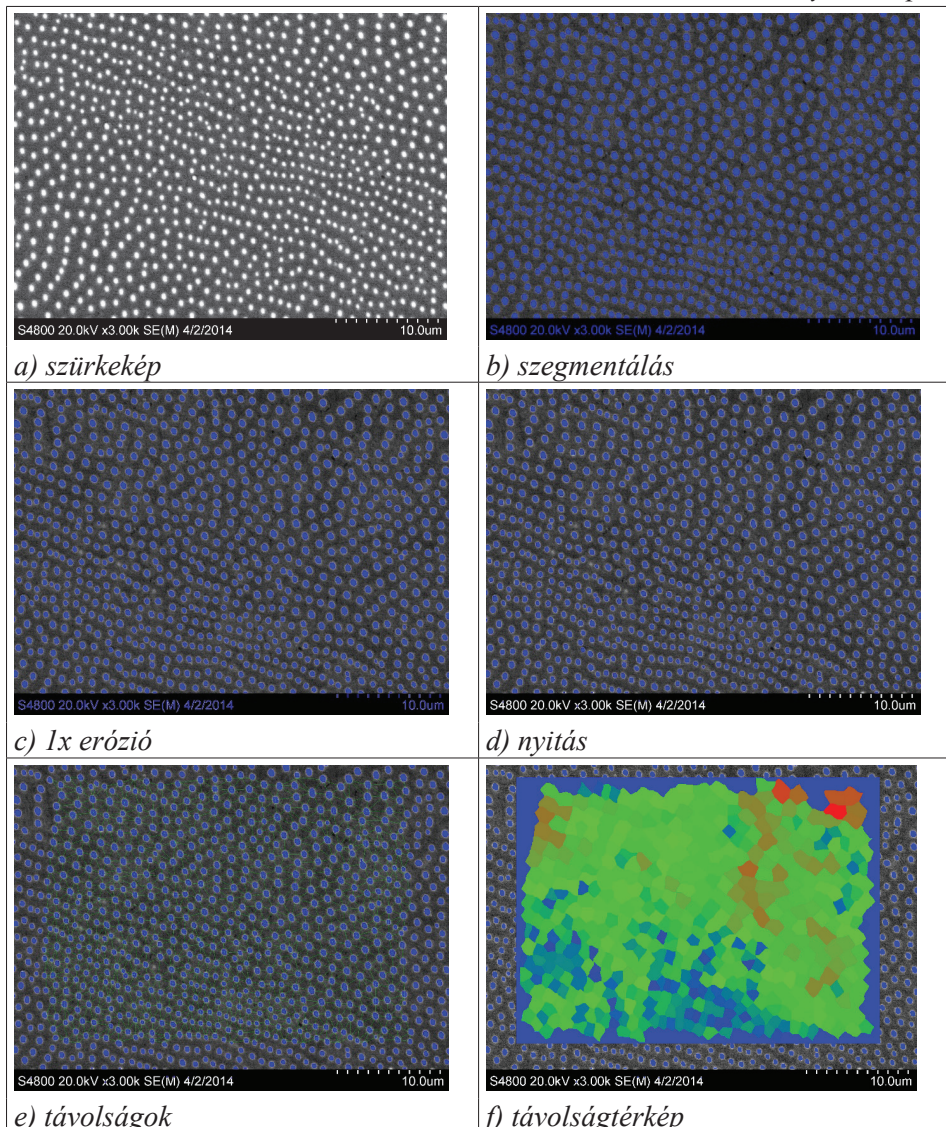 S4800 20.0kV x3.00k SE(M) 4/2/2014 10.0um
S4800 20.0kV x3.00k SE(M) 4/2/2014 10.0um
a) szürkekép
b) szegmentálás
S4800 20.0kV x3.00k SE(M) 4/2/2014 10.0um
S4800 20.0kV x3.00k SE(M) 4/2/2014 10.0um
c) 1x erózió
d) nyitás
S4800 20.0kV x3.00k SE(M) 4/2/2014 10.0um
S4800 20.0kV x3.00k SE(M) 4/2/2014 10.0um
e) távolságok
f) távolságtérkép